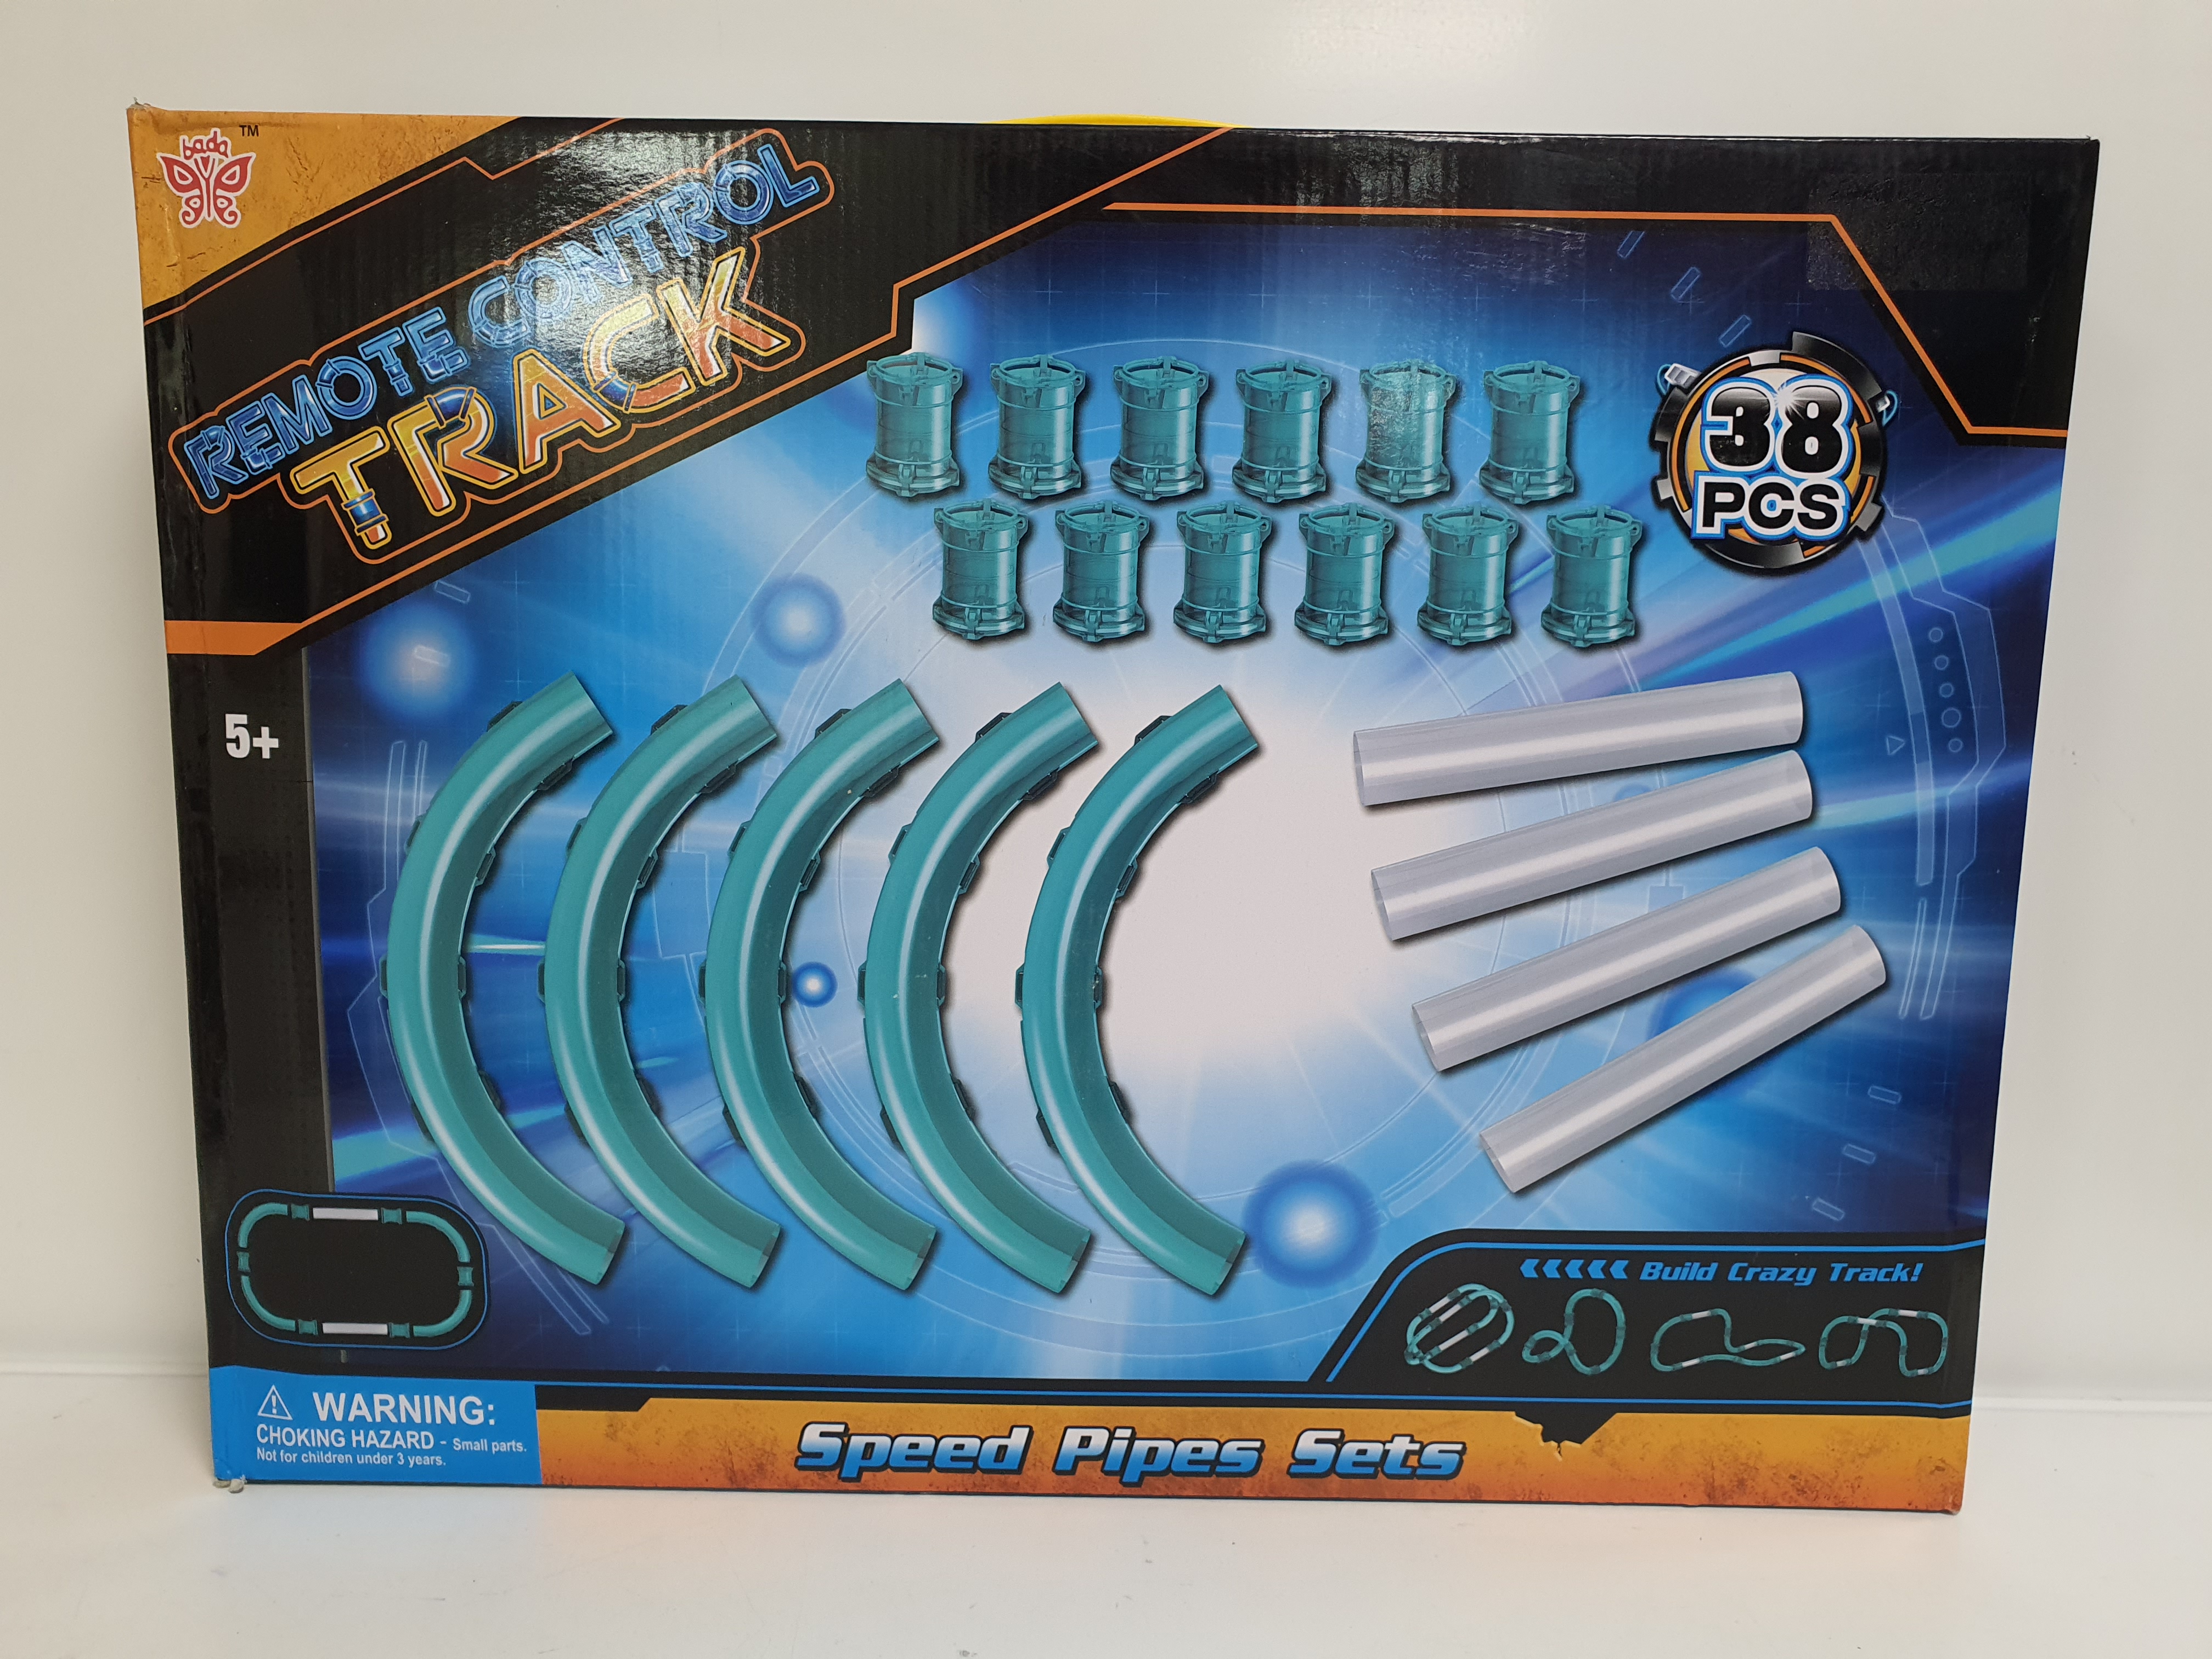 bada TM
REMOTE CONTROL
TRACK
38
PCS
5+
Build Crazy Track!
WARNING:
CHOKING HAZARD - Small parts.
Not for children under 3 years.
Speed Pipes Sets